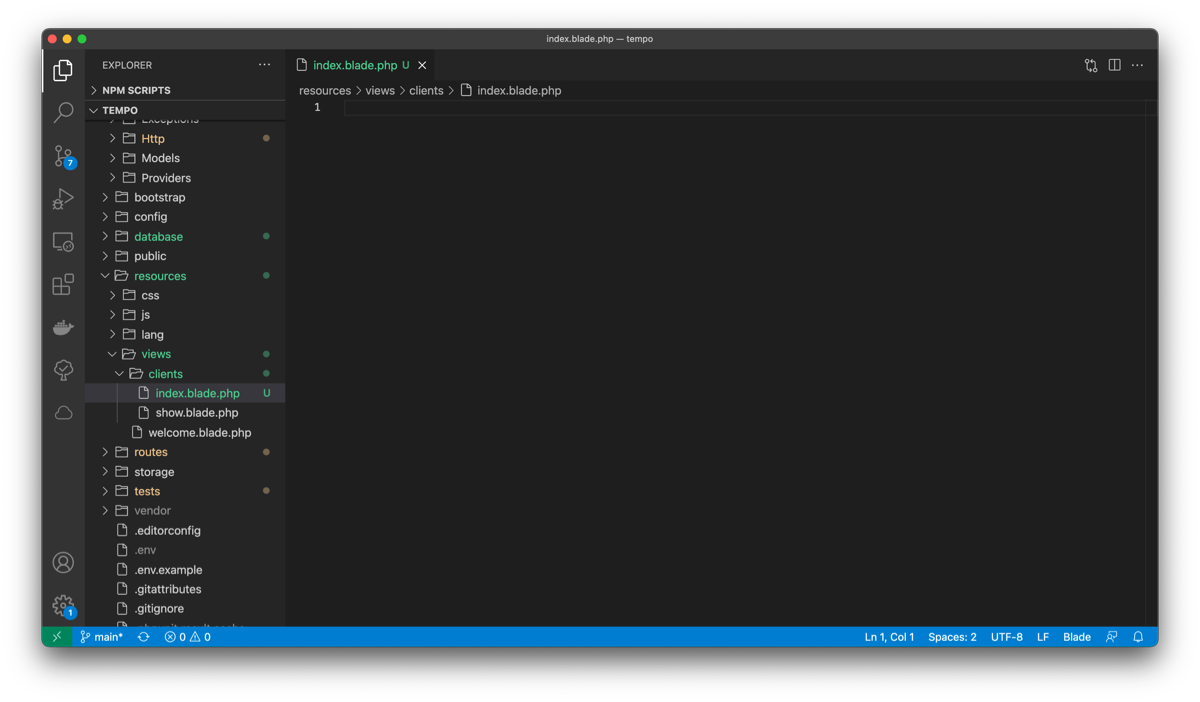 index.blade.php — tempo
EXPLORER
index.blade.php U
NPM SCRIPTS
resources > views > clients > index.blade.php
TEMPO
1
Exceptions
Http
Models
Providers
bootstrap
config
database
public
resources
css
js
lang
views
clients
index.blade.php U
show.blade.php
welcome.blade.php
routes
storage
tests
vendor
.editorconfig
.env
.env.example
.gitattributes
.gitignore
7
1
main* 0 0 Ln 1, Col 1 Spaces: 2 UTF-8 LF Blade